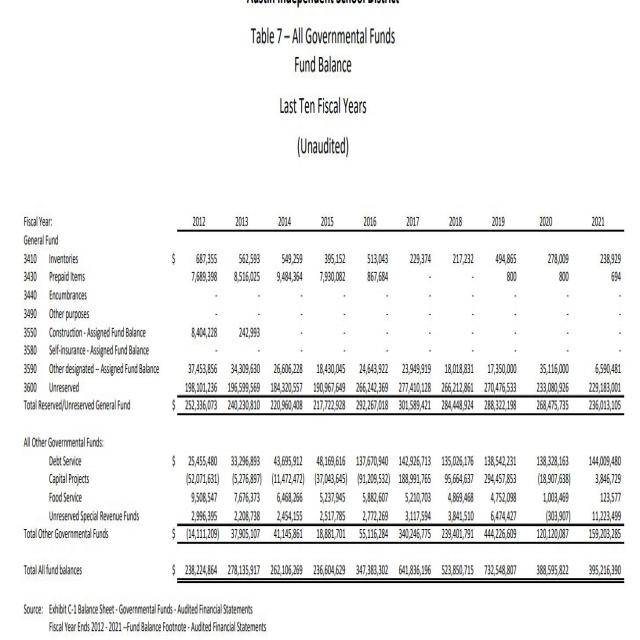 Austin Independent School District
Table 7 – All Governmental Funds
Fund Balance
Last Ten Fiscal Years
(Unaudited)
Fiscal Year: 2012 2013 2014 2015 2016 2017 2018 2019 2020 2021
General Fund
3410 Inventories $ 687,355 562,593 549,259 395,152 513,043 229,374 217,232 494,865 278,009 238,929
3430 Prepaid Items 7,689,398 8,516,025 9,484,364 7,930,082 867,684 - - 800 800 694
3440 Encumbrances - - - - - - - - - -
3490 Other purposes - - - - - - - - - -
3550 Construction - Assigned Fund Balance 8,404,228 242,993 - - - - - - - -
3580 Self-insurance - Assigned Fund Balance - - - - - - - - - -
3590 Other designated – Assigned Fund Balance 37,453,856 34,309,630 26,606,228 18,430,045 24,643,922 23,949,919 18,018,831 17,350,000 35,116,000 6,590,481
3600 Unreserved 198,101,236 196,599,569 184,320,557 190,967,649 266,242,369 277,410,128 266,212,861 270,476,533 233,080,926 229,183,001
Total Reserved/Unreserved General Fund $ 252,336,073 240,230,810 220,960,408 217,722,928 292,267,018 301,589,421 284,448,924 288,322,198 268,475,735 236,013,105
All Other Governmental Funds:
Debt Service $ 25,455,480 33,296,893 43,695,912 48,169,616 137,670,940 142,926,713 135,026,176 138,542,231 138,328,163 144,009,480
Capital Projects (52,071,631) (5,276,897) (11,472,472) (37,043,645) (91,209,532) 188,991,765 95,664,637 294,457,853 (18,907,638) 3,846,729
Food Service 9,508,547 7,676,373 6,468,266 5,237,945 5,882,607 5,210,703 4,869,468 4,752,098 1,003,469 123,577
Unreserved Special Revenue Funds 2,996,395 2,208,738 2,454,155 2,517,785 2,772,269 3,117,594 3,841,510 6,474,427 (303,907) 11,223,499
Total Other Governmental Funds $ (14,111,209) 37,905,107 41,145,861 18,881,701 55,116,284 340,246,775 239,401,791 444,226,609 120,120,087 159,203,285
Total All fund balances $ 238,224,864 278,135,917 262,106,269 236,604,629 347,383,302 641,836,196 523,850,715 732,548,807 388,595,822 395,216,390
Source: Exhibit C-1 Balance Sheet - Governmental Funds - Audited Financial Statements
Fiscal Year Ends 2012 - 2021 –Fund Balance Footnote - Audited Financial Statements